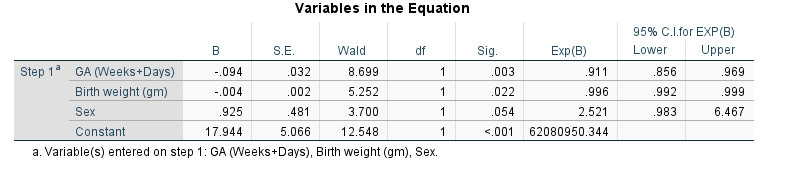 Variables in the Equation
95% C.I.for EXP(B)
B S.E. Wald df Sig. Exp(B) Lower Upper
Step 1a GA (Weeks+Days) -.094 .032 8.699 1 .003 .911 .856 .969
Birth weight (gm) -.004 .002 5.252 1 .022 .996 .992 .999
Sex .925 .481 3.700 1 .054 2.521 .983 6.467
Constant 17.944 5.066 12.548 1 <.001 62080950.344
a. Variable(s) entered on step 1: GA (Weeks+Days), Birth weight (gm), Sex.